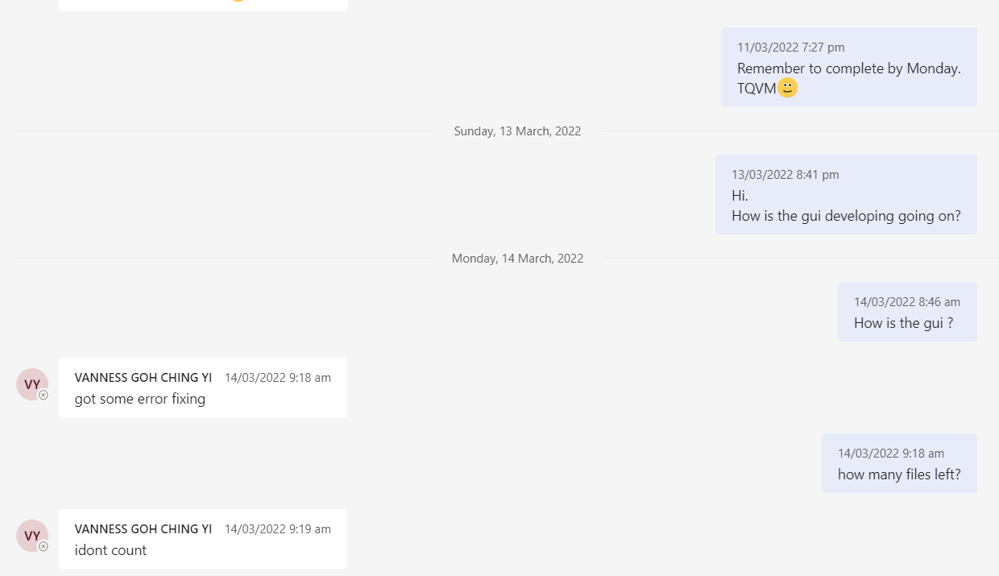 11/03/2022 7:27 pm
Remember to complete by Monday.
TQVM🙂
Sunday, 13 March, 2022
13/03/2022 8:41 pm
Hi.
How is the gui developing going on?
Monday, 14 March, 2022
14/03/2022 8:46 am
How is the gui ?
VY
VANNESS GOH CHING YI 14/03/2022 9:18 am
got some error fixing
14/03/2022 9:18 am
how many files left?
VY
VANNESS GOH CHING YI 14/03/2022 9:19 am
idont count